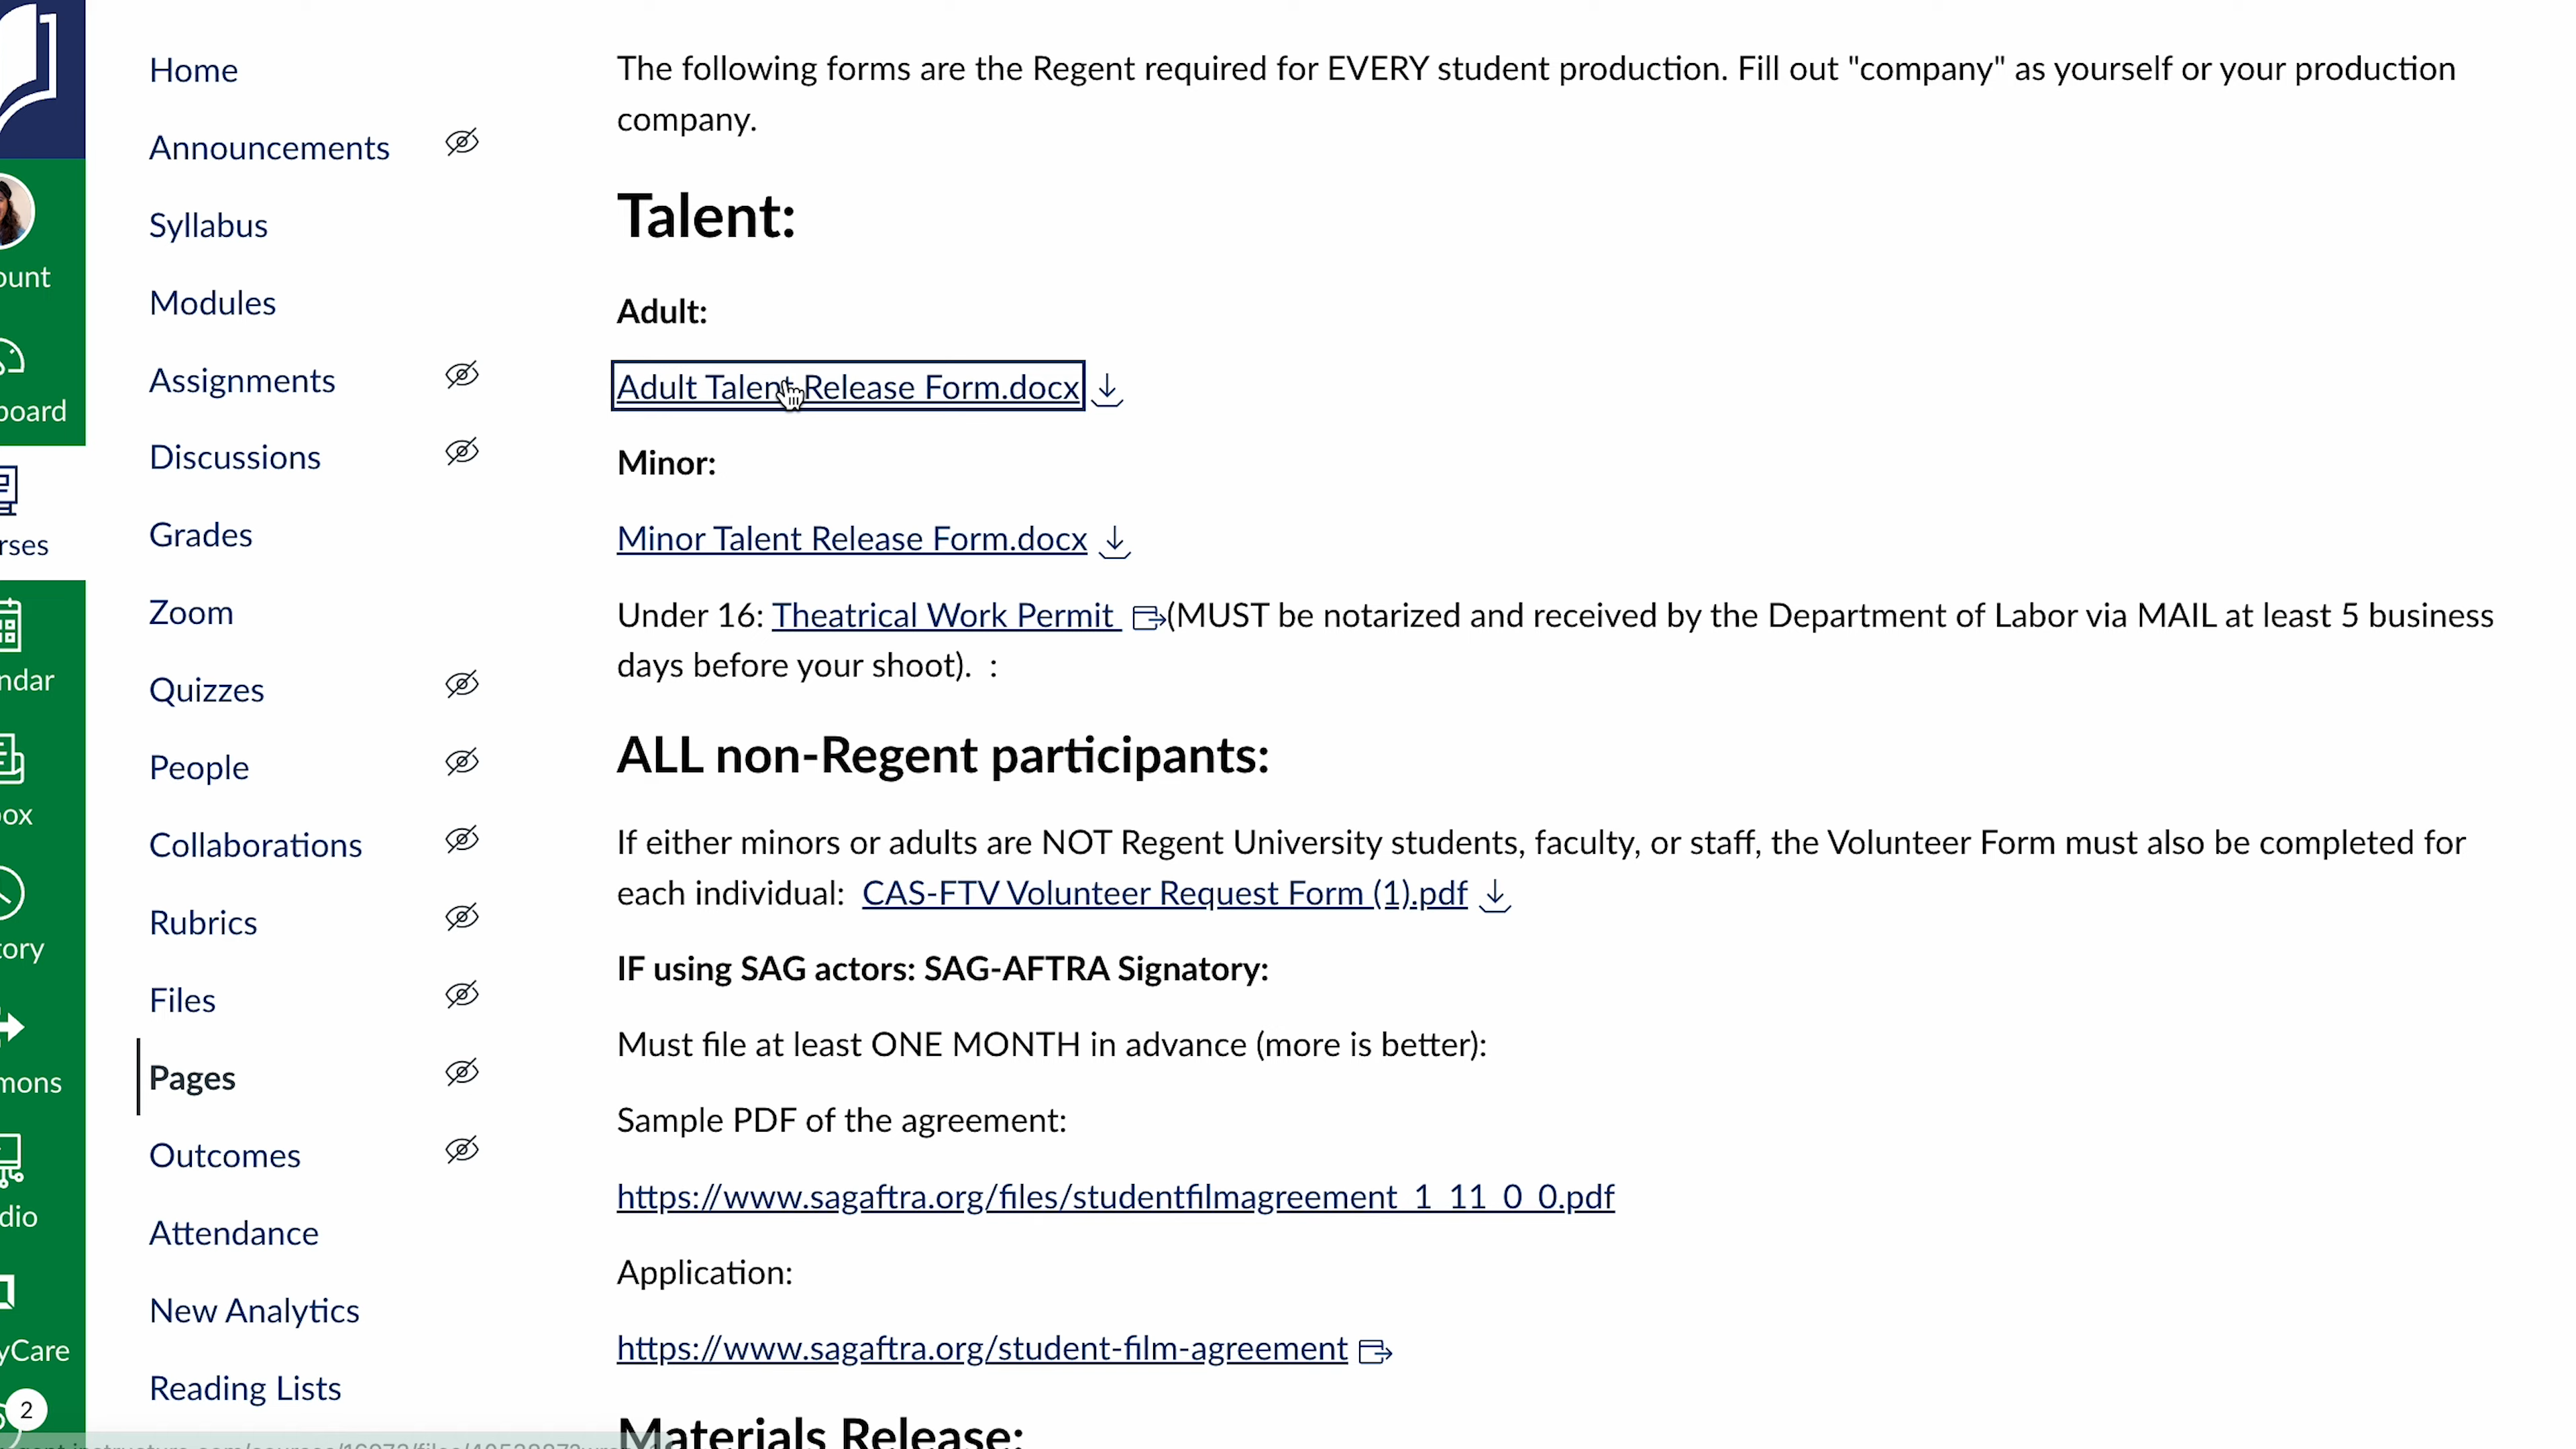 The following forms are the Regent required for EVERY student production. Fill out "company" as yourself or your production
company.
Talent:
Adult:
Adult Talent Release Form.docx
Minor:
Minor Talent Release Form.docx
Under 16: Theatrical Work Permit (MUST be notarized and received by the Department of Labor via MAIL at least 5 business
days before your shoot). :
ALL non-Regent participants:
If either minors or adults are NOT Regent University students, faculty, or staff, the Volunteer Form must also be completed for
each individual: CAS-FTV Volunteer Request Form (1).pdf
IF using SAG actors: SAG-AFTRA Signatory:
Must file at least ONE MONTH in advance (more is better):
Sample PDF of the agreement:
https://www.sagaftra.org/files/studentfilmagreement_1_11_0_0.pdf
Application:
https://www.sagaftra.org/student-film-agreement
Materials Release:
Home
Announcements
Syllabus
Modules
Assignments
Discussions
Grades
Zoom
Quizzes
People
Collaborations
Rubrics
Files
Pages
Outcomes
Attendance
New Analytics
Reading Lists
ount
board
rses
ndar
ox
ory
mons
dio
yCare
2